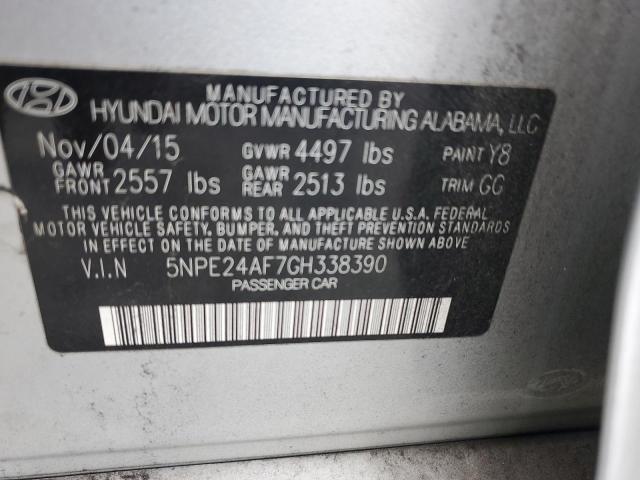 MANUFACTURED BY
HYUNDAI MOTOR MANUFACTURING ALABAMA, LLC
Nov/04/15 GVWR 4497 lbs PAINT Y8
GAWR FRONT 2557 lbs GAWR REAR 2513 lbs TRIM GG
THIS VEHICLE CONFORMS TO ALL APPLICABLE U.S.A. FEDERAL
MOTOR VEHICLE SAFETY, BUMPER, AND THEFT PREVENTION
STANDARDS IN EFFECT ON THE DATE OF MANUFACTURE SHOWN ABOVE
V.I.N 5NPE24AF7GH338390
PASSENGER CAR